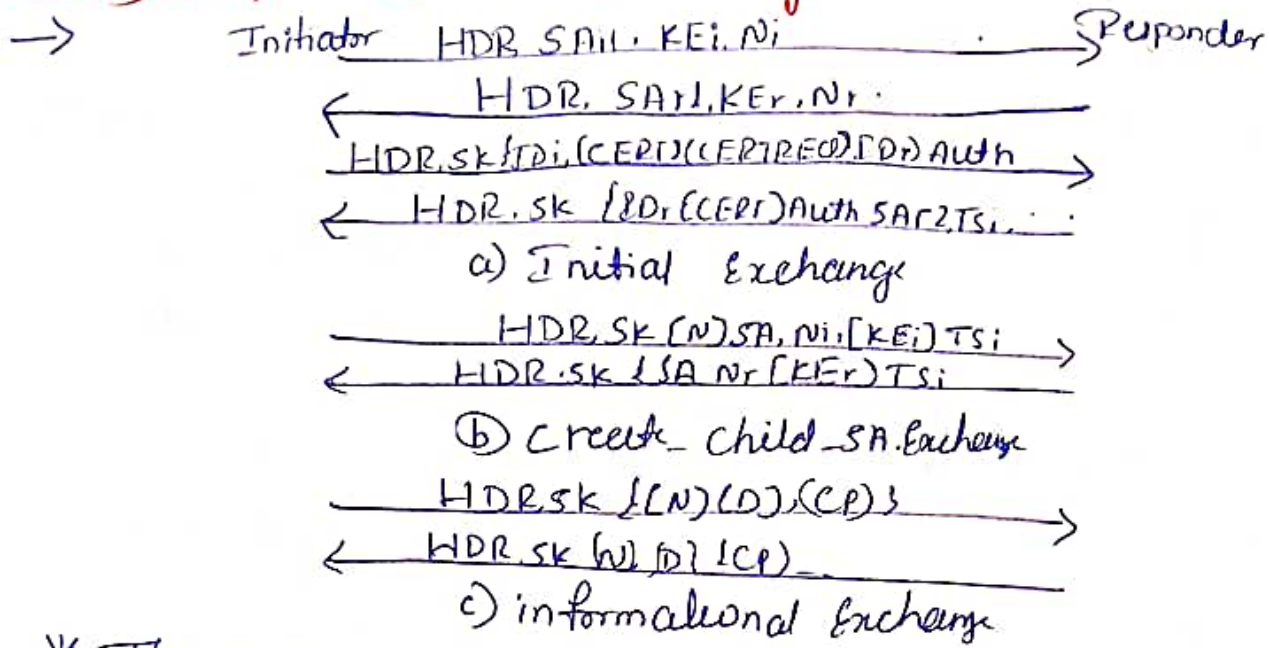 → Initiator HDR SAi1. KEi. Ni Responder
HDR, SAr1, KEr, Nr.
HDR, SK {IDi, (CERT)(CERTREQ) [IDr) Auth
HDR. SK {IDr (CERT) Auth SAr2, TSi...
a) Initial Exchange
HDR, SK [N) SA, Ni, [KEi) TSi
HDR.SK {SA Nr [KEr) TSi
b) Create_Child_SA.Exchange
HDR SK {(N)(D],(CP)}
HDR, SK [N] [D] [CP)
c) informational Exchange